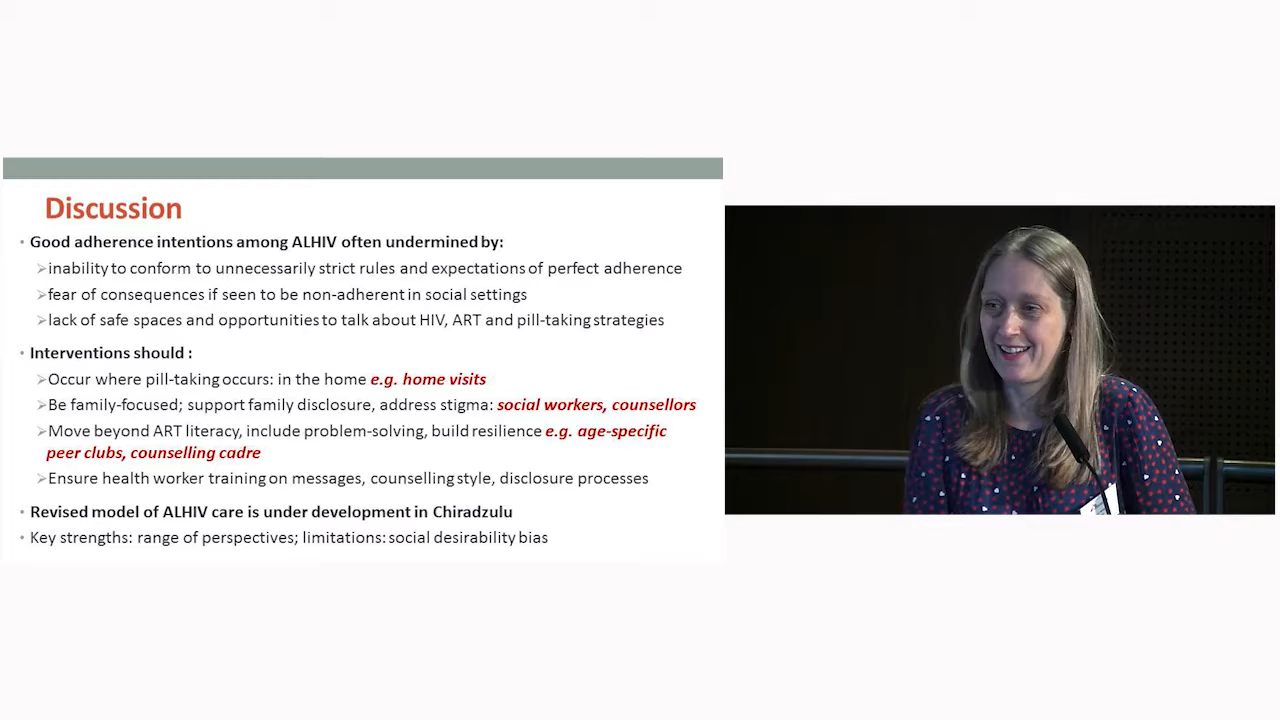 Discussion
• Good adherence intentions among ALHIV often undermined by:
➢inability to conform to unnecessarily strict rules and expectations of perfect adherence
➢fear of consequences if seen to be non-adherent in social settings
➢lack of safe spaces and opportunities to talk about HIV, ART and pill-taking strategies
• Interventions should :
➢Occur where pill-taking occurs: in the home e.g. home visits
➢Be family-focused; support family disclosure, address stigma: social workers, counsellors
➢Move beyond ART literacy, include problem-solving, build resilience e.g. age-specific
peer clubs, counselling cadre
➢Ensure health worker training on messages, counselling style, disclosure processes
• Revised model of ALHIV care is under development in Chiradzulu
• Key strengths: range of perspectives; limitations: social desirability bias